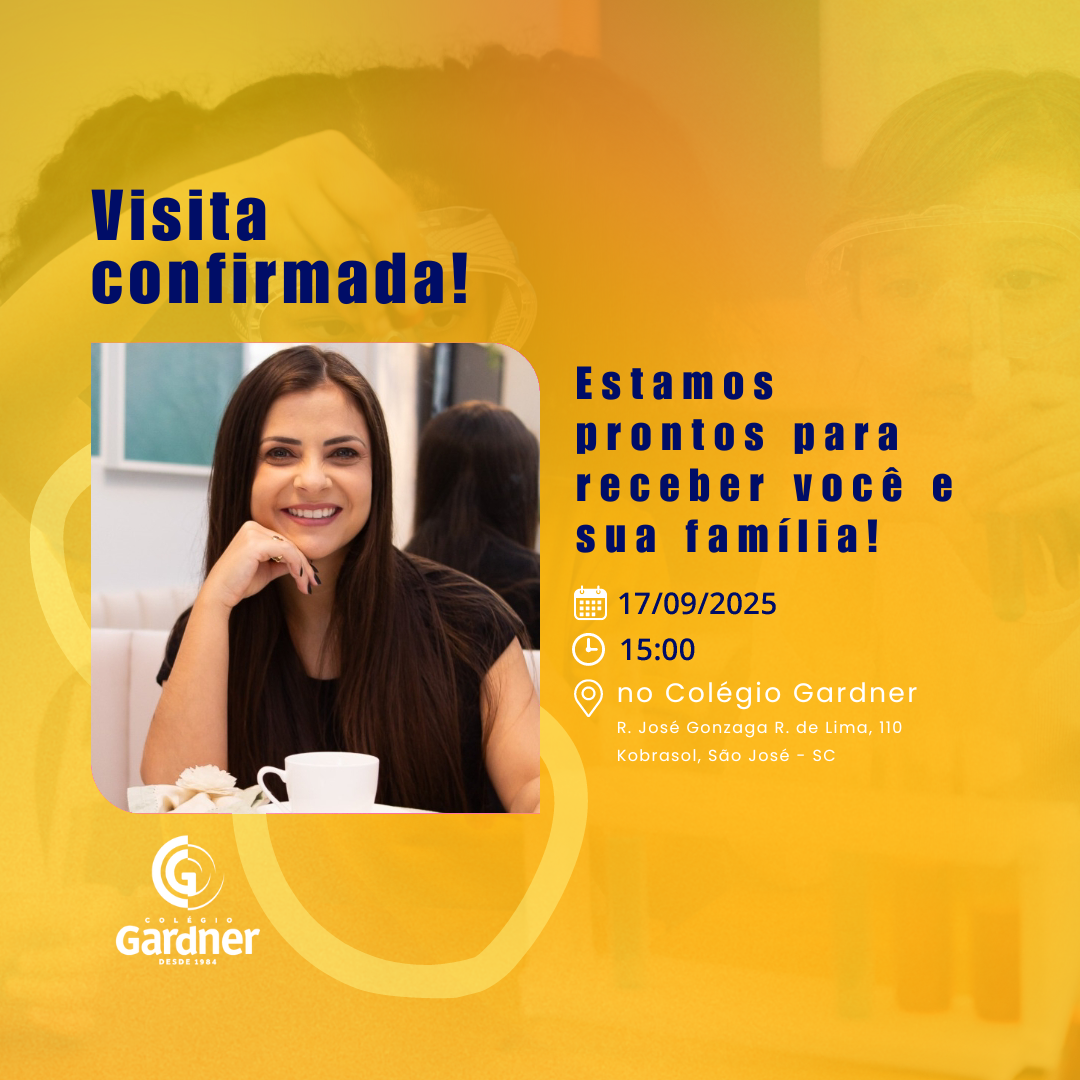 Visita
confirmada!
Estamos
prontos para
receber você e
sua família!
17/09/2025
15:00
no Colégio Gardner
R. José Gonzaga R. de Lima, 110
Kobrasol, São José - SC
G
COLÉGIO
Gardner
DESDE 1984